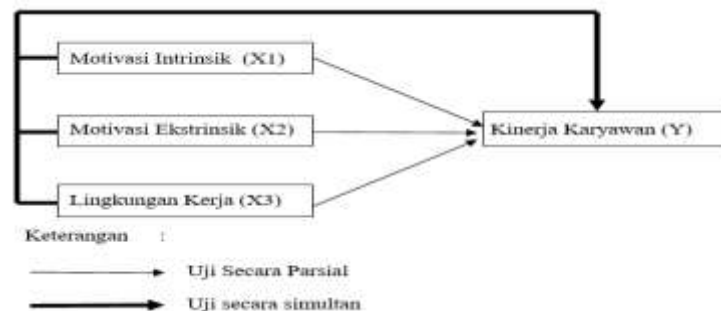 Motivasi Intrinsik (X1)
Motivasi Ekstrinsik (X2)
Kinerja Karyawan (Y)
Lingkungan Kerja (X3)
Keterangan :
Uji Secara Parsial
Uji secara simultan